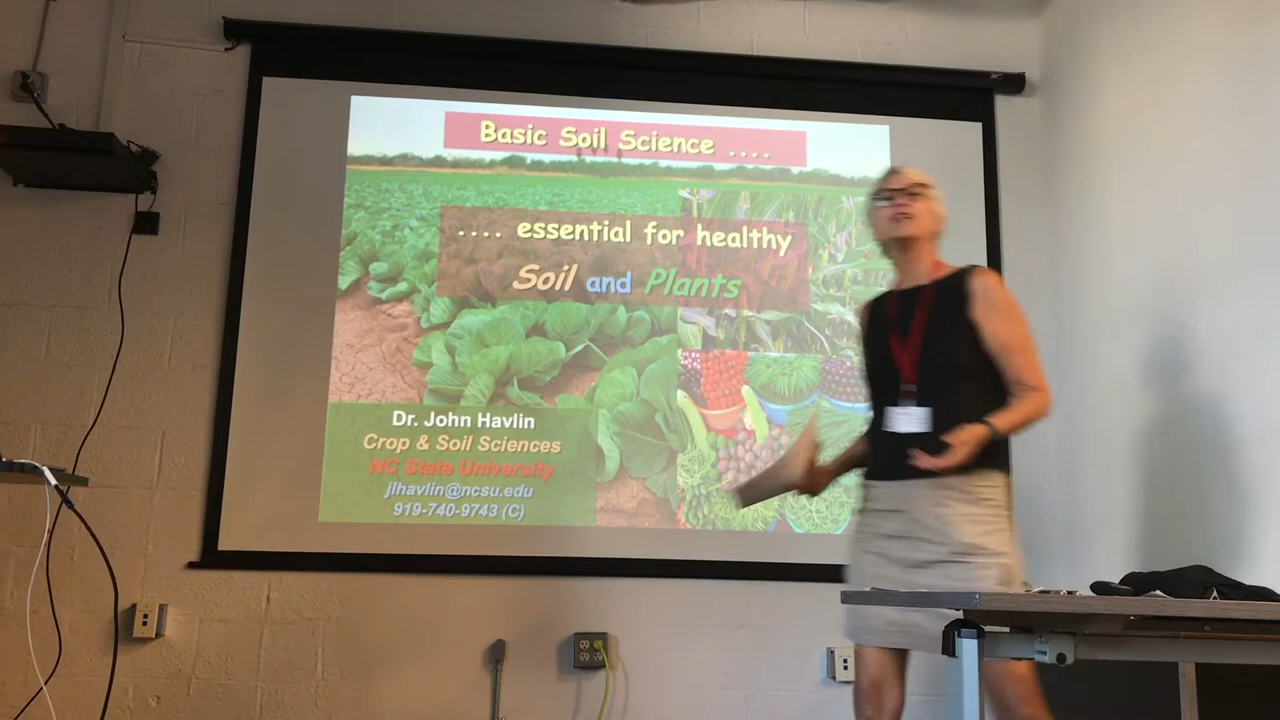 Basic Soil Science ....
.... essential for healthy
Soil and Plants
Dr. John Havlin
Crop & Soil Sciences
NC State University
jlhavlin@ncsu.edu
919-740-9743 (C)